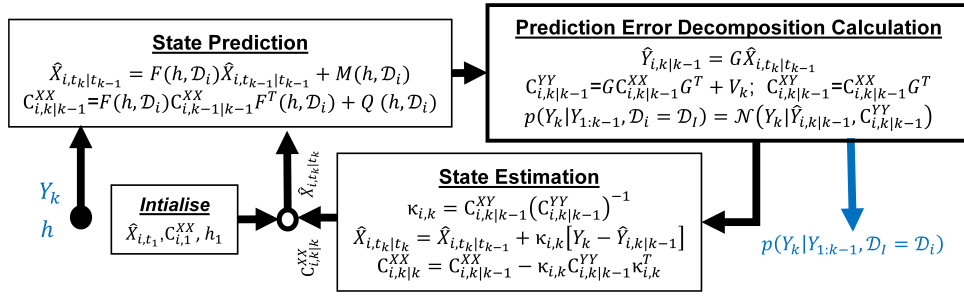 State Prediction
X̂_{i,t_k|t_{k-1}} = F(h, 𝒟_i)X̂_{i,t_{k-1}|t_{k-1}} + M(h, 𝒟_i)
C^{XX}_{i,k|k-1}=F(h, 𝒟_i)C^{XX}_{i,k-1|k-1}F^T(h, 𝒟_i) + Q (h, 𝒟_i)
Prediction Error Decomposition Calculation
Ŷ_{i,k|k-1} = GX̂_{i,t_k|t_{k-1}}
C^{YY}_{i,k|k-1}=GC^{XX}_{i,k|k-1}G^T + V_k; C^{XY}_{i,k|k-1}=C^{XX}_{i,k|k-1}G^T
p(Y_k|Y_{1:k-1}, 𝒟_i = 𝒟_I) = 𝒩(Y_k|Ŷ_{i,k|k-1}, C^{YY}_{i,k|k-1})
Y_k
h
Intialise
X̂_{i,t_1}, C^{XX}_{i,1}, h_1
X̂_{i,t_k|t_k}
C^{XX}_{i,k|k}
State Estimation
κ_{i,k} = C^{XY}_{i,k|k-1}(C^{YY}_{i,k|k-1})^{-1}
X̂_{i,t_k|t_k} = X̂_{i,t_k|t_{k-1}} + κ_{i,k}[Y_k − Ŷ_{i,k|k-1}]
C^{XX}_{i,k|k} = C^{XX}_{i,k|k-1} − κ_{i,k}C^{YY}_{i,k|k-1}κ^T_{i,k}
p(Y_k|Y_{1:k-1}, 𝒟_I = 𝒟_i)